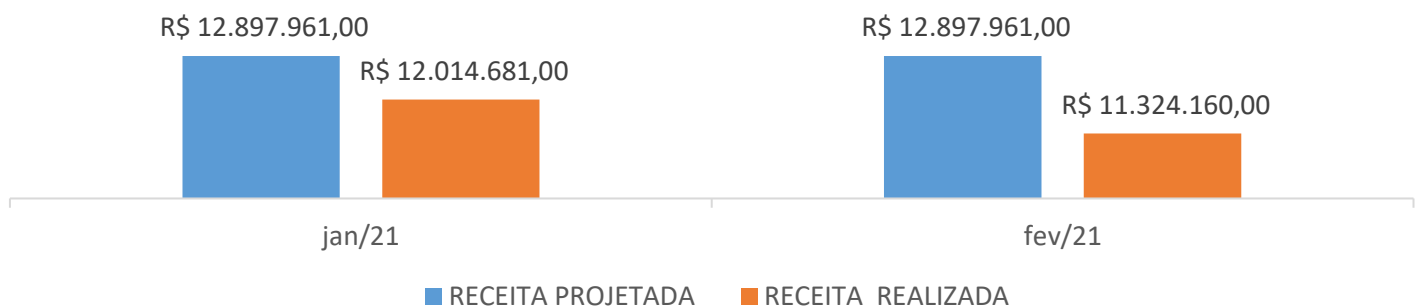 R$ 12.897.961,00
R$ 12.014.681,00
R$ 12.897.961,00
R$ 11.324.160,00
jan/21
fev/21
RECEITA PROJETADA
RECEITA REALIZADA